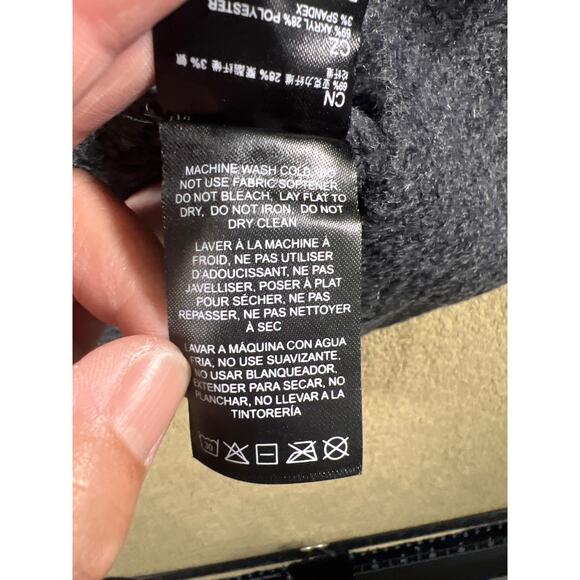 69% AKRYL 28% POLYESTER
3% SPANDEX
CZ
CN
MACHINE WASH COLD, DO
NOT USE FABRIC SOFTENER,
DO NOT BLEACH, LAY FLAT TO
DRY, DO NOT IRON, DO NOT
DRY CLEAN
LAVER À LA MACHINE À
FROID, NE PAS UTILISER
D'ADOUCISSANT, NE PAS
JAVELLISER, POSER À PLAT
POUR SÉCHER, NE PAS
REPASSER, NE PAS NETTOYER
À SEC
LAVAR A MÁQUINA CON AGUA
FRIA, NO USE SUAVIZANTE,
NO USAR BLANQUEADOR,
EXTENDER PARA SECAR, NO
PLANCHAR, NO LLEVAR A LA
TINTORERÍA